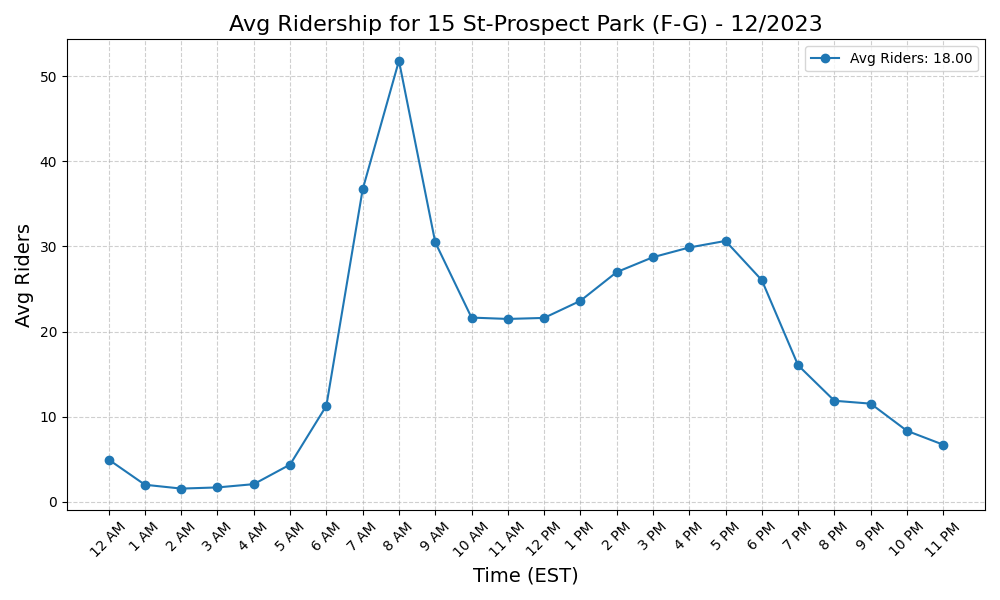 Avg Ridership for 15 St-Prospect Park (F-G) - 12/2023
Avg Riders: 18.00
Avg Riders
50
40
30
20
10
0
12 AM
1 AM
2 AM
3 AM
4 AM
5 AM
6 AM
7 AM
8 AM
9 AM
10 AM
11 AM
12 PM
1 PM
2 PM
3 PM
4 PM
5 PM
6 PM
7 PM
8 PM
9 PM
10 PM
11 PM
Time (EST)